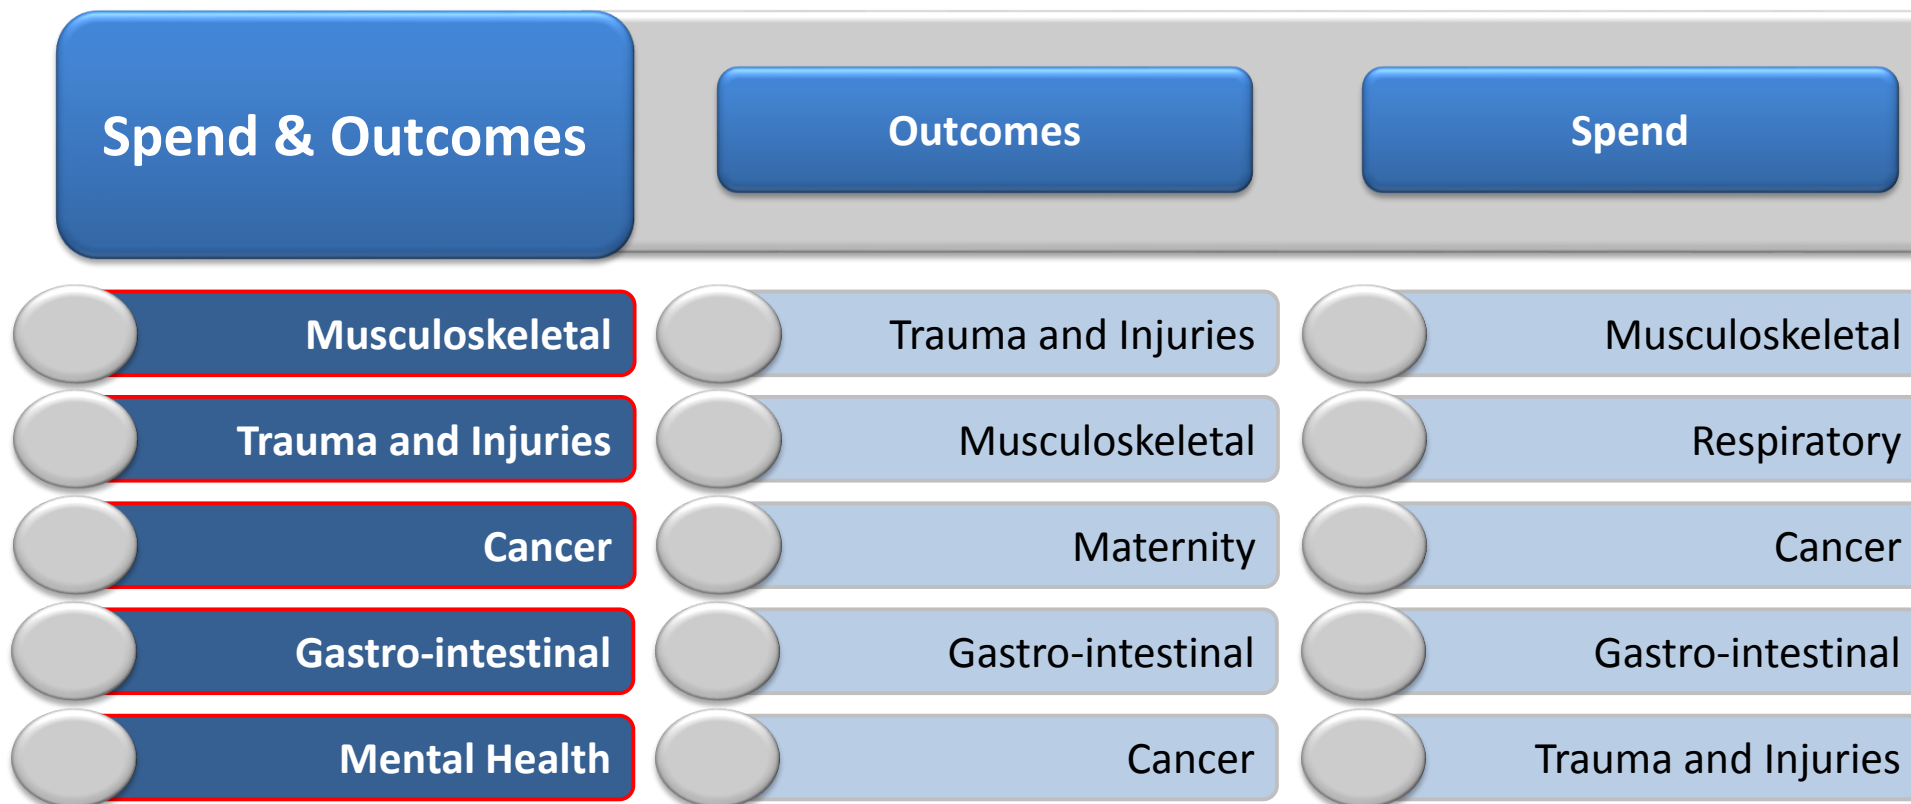 Spend & Outcomes
Outcomes
Spend
Musculoskeletal
Trauma and Injuries
Musculoskeletal
Trauma and Injuries
Musculoskeletal
Respiratory
Cancer
Maternity
Cancer
Gastro-intestinal
Gastro-intestinal
Gastro-intestinal
Mental Health
Cancer
Trauma and Injuries